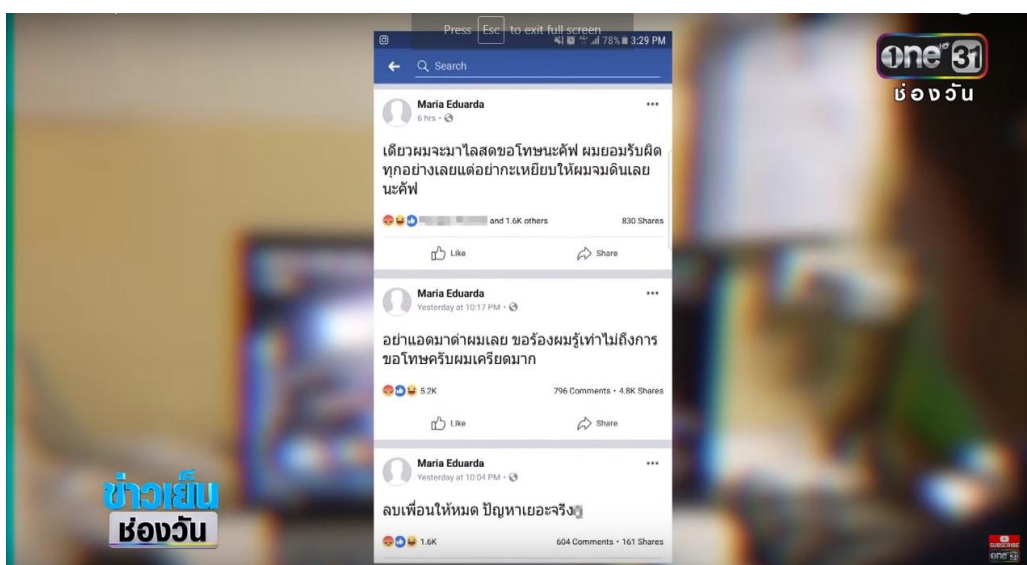 Press Esc to exit full screen
78% 3:29 PM
Search
one HD 31
ช่องวัน
Maria Eduarda
6 hrs
เดียวผมจะมาไลสดขอโทษนะคัฟ ผมยอมรับผิด
ทุกอย่างเลยแต่อย่ากะเหยียบให้ผมจมดินเลย
นะคัฟ
and 1.6K others 830 Shares
Like Share
Maria Eduarda
Yesterday at 10:17 PM
อย่าแอดมาด่าผมเลย ขอร้องผมรู้เท่าไม่ถึงการ
ขอโทษครับผมเครียดมาก
5.2K 796 Comments • 4.8K Shares
Like Share
Maria Eduarda
Yesterday at 10:04 PM
ลบเพื่อนให้หมด ปัญหาเยอะจริง
1.6K 604 Comments • 161 Shares
ข่าวเย็น
ช่องวัน
SUBSCRIBE
one 31